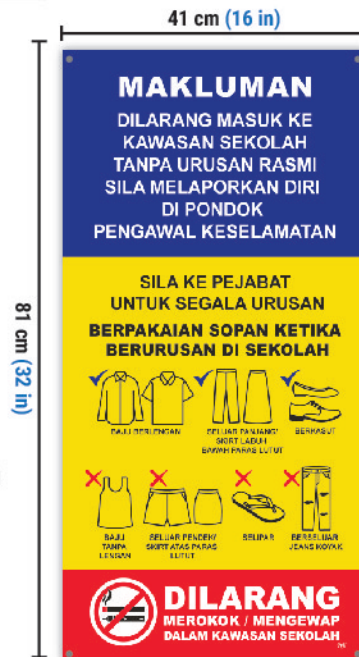 41 cm (16 in)
81 cm (32 in)
MAKLUMAN
DILARANG MASUK KE
KAWASAN SEKOLAH
TANPA URUSAN RASMI
SILA MELAPORKAN DIRI
DI PONDOK
PENGAWAL KESELAMATAN
SILA KE PEJABAT
UNTUK SEGALA URUSAN
BERPAKAIAN SOPAN KETIKA
BERURUSAN DI SEKOLAH
BAJU BERLENGAN
SELUAR PANJANG/
SKIRT LABUH
BAWAH PARAS LUTUT
BERKASUT
BAJU
TANPA
LENGAN
SELUAR PENDEK/
SKIRT ATAS PARAS
LUTUT
SELIPAR
BERSELUAR
JEANS KOYAK
DILARANG
MEROKOK / MENGEWAP
DALAM KAWASAN SEKOLAH